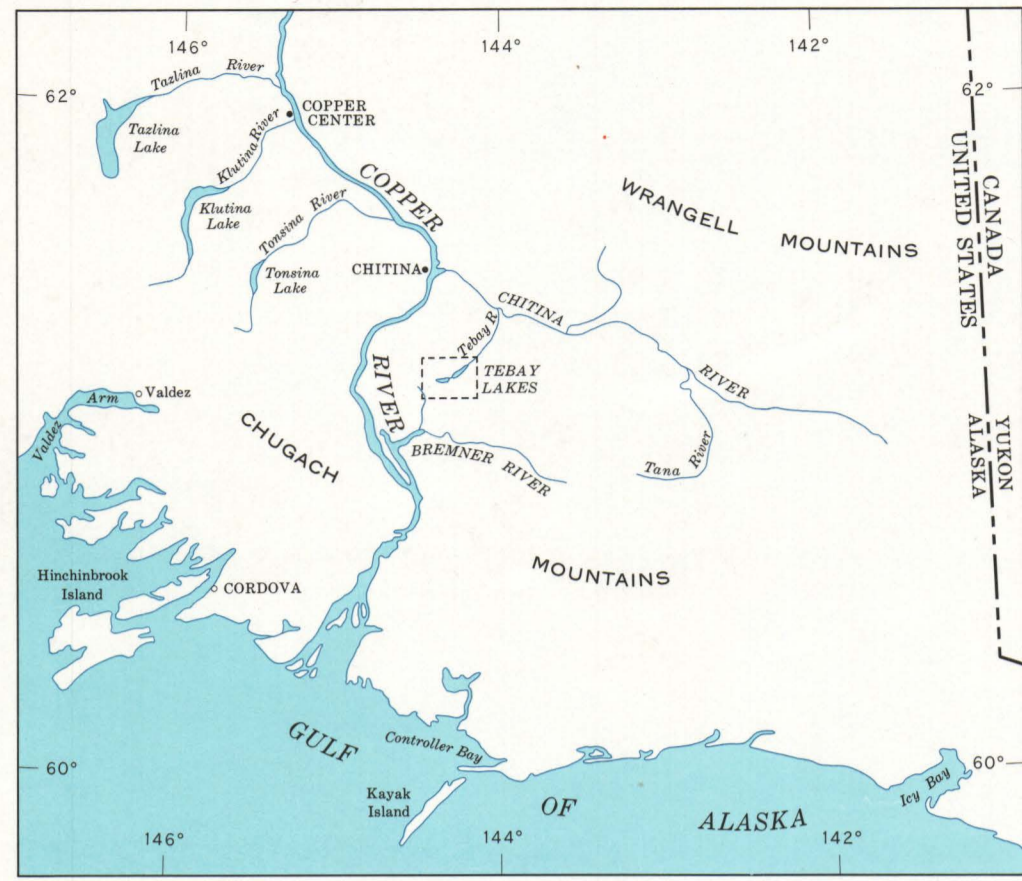 146°
144°
142°
62°
62°
Tazlina River
COPPER
CENTER
Tazlina
Lake
Klutina River
COPPER
Klutina
Lake
Tonsina River
WRANGELL MOUNTAINS
CANADA
UNITED STATES
CHITINA
Tonsina
Lake
CHITINA
Tebay R
TEBAY
LAKES
RIVER
RIVER
Valdez
Arm
Valdez
CHUGACH
BREMNER RIVER
Tana River
YUKON
ALASKA
Hinchinbrook
Island
CORDOVA
MOUNTAINS
GULF
Controller Bay
60°
60°
Kayak
Island
OF
ALASKA
Icy Bay
146°
144°
142°